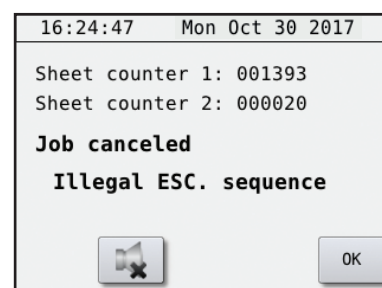 16:24:47 Mon Oct 30 2017
Sheet counter 1: 001393
Sheet counter 2: 000020
Job canceled
Illegal ESC. sequence
OK